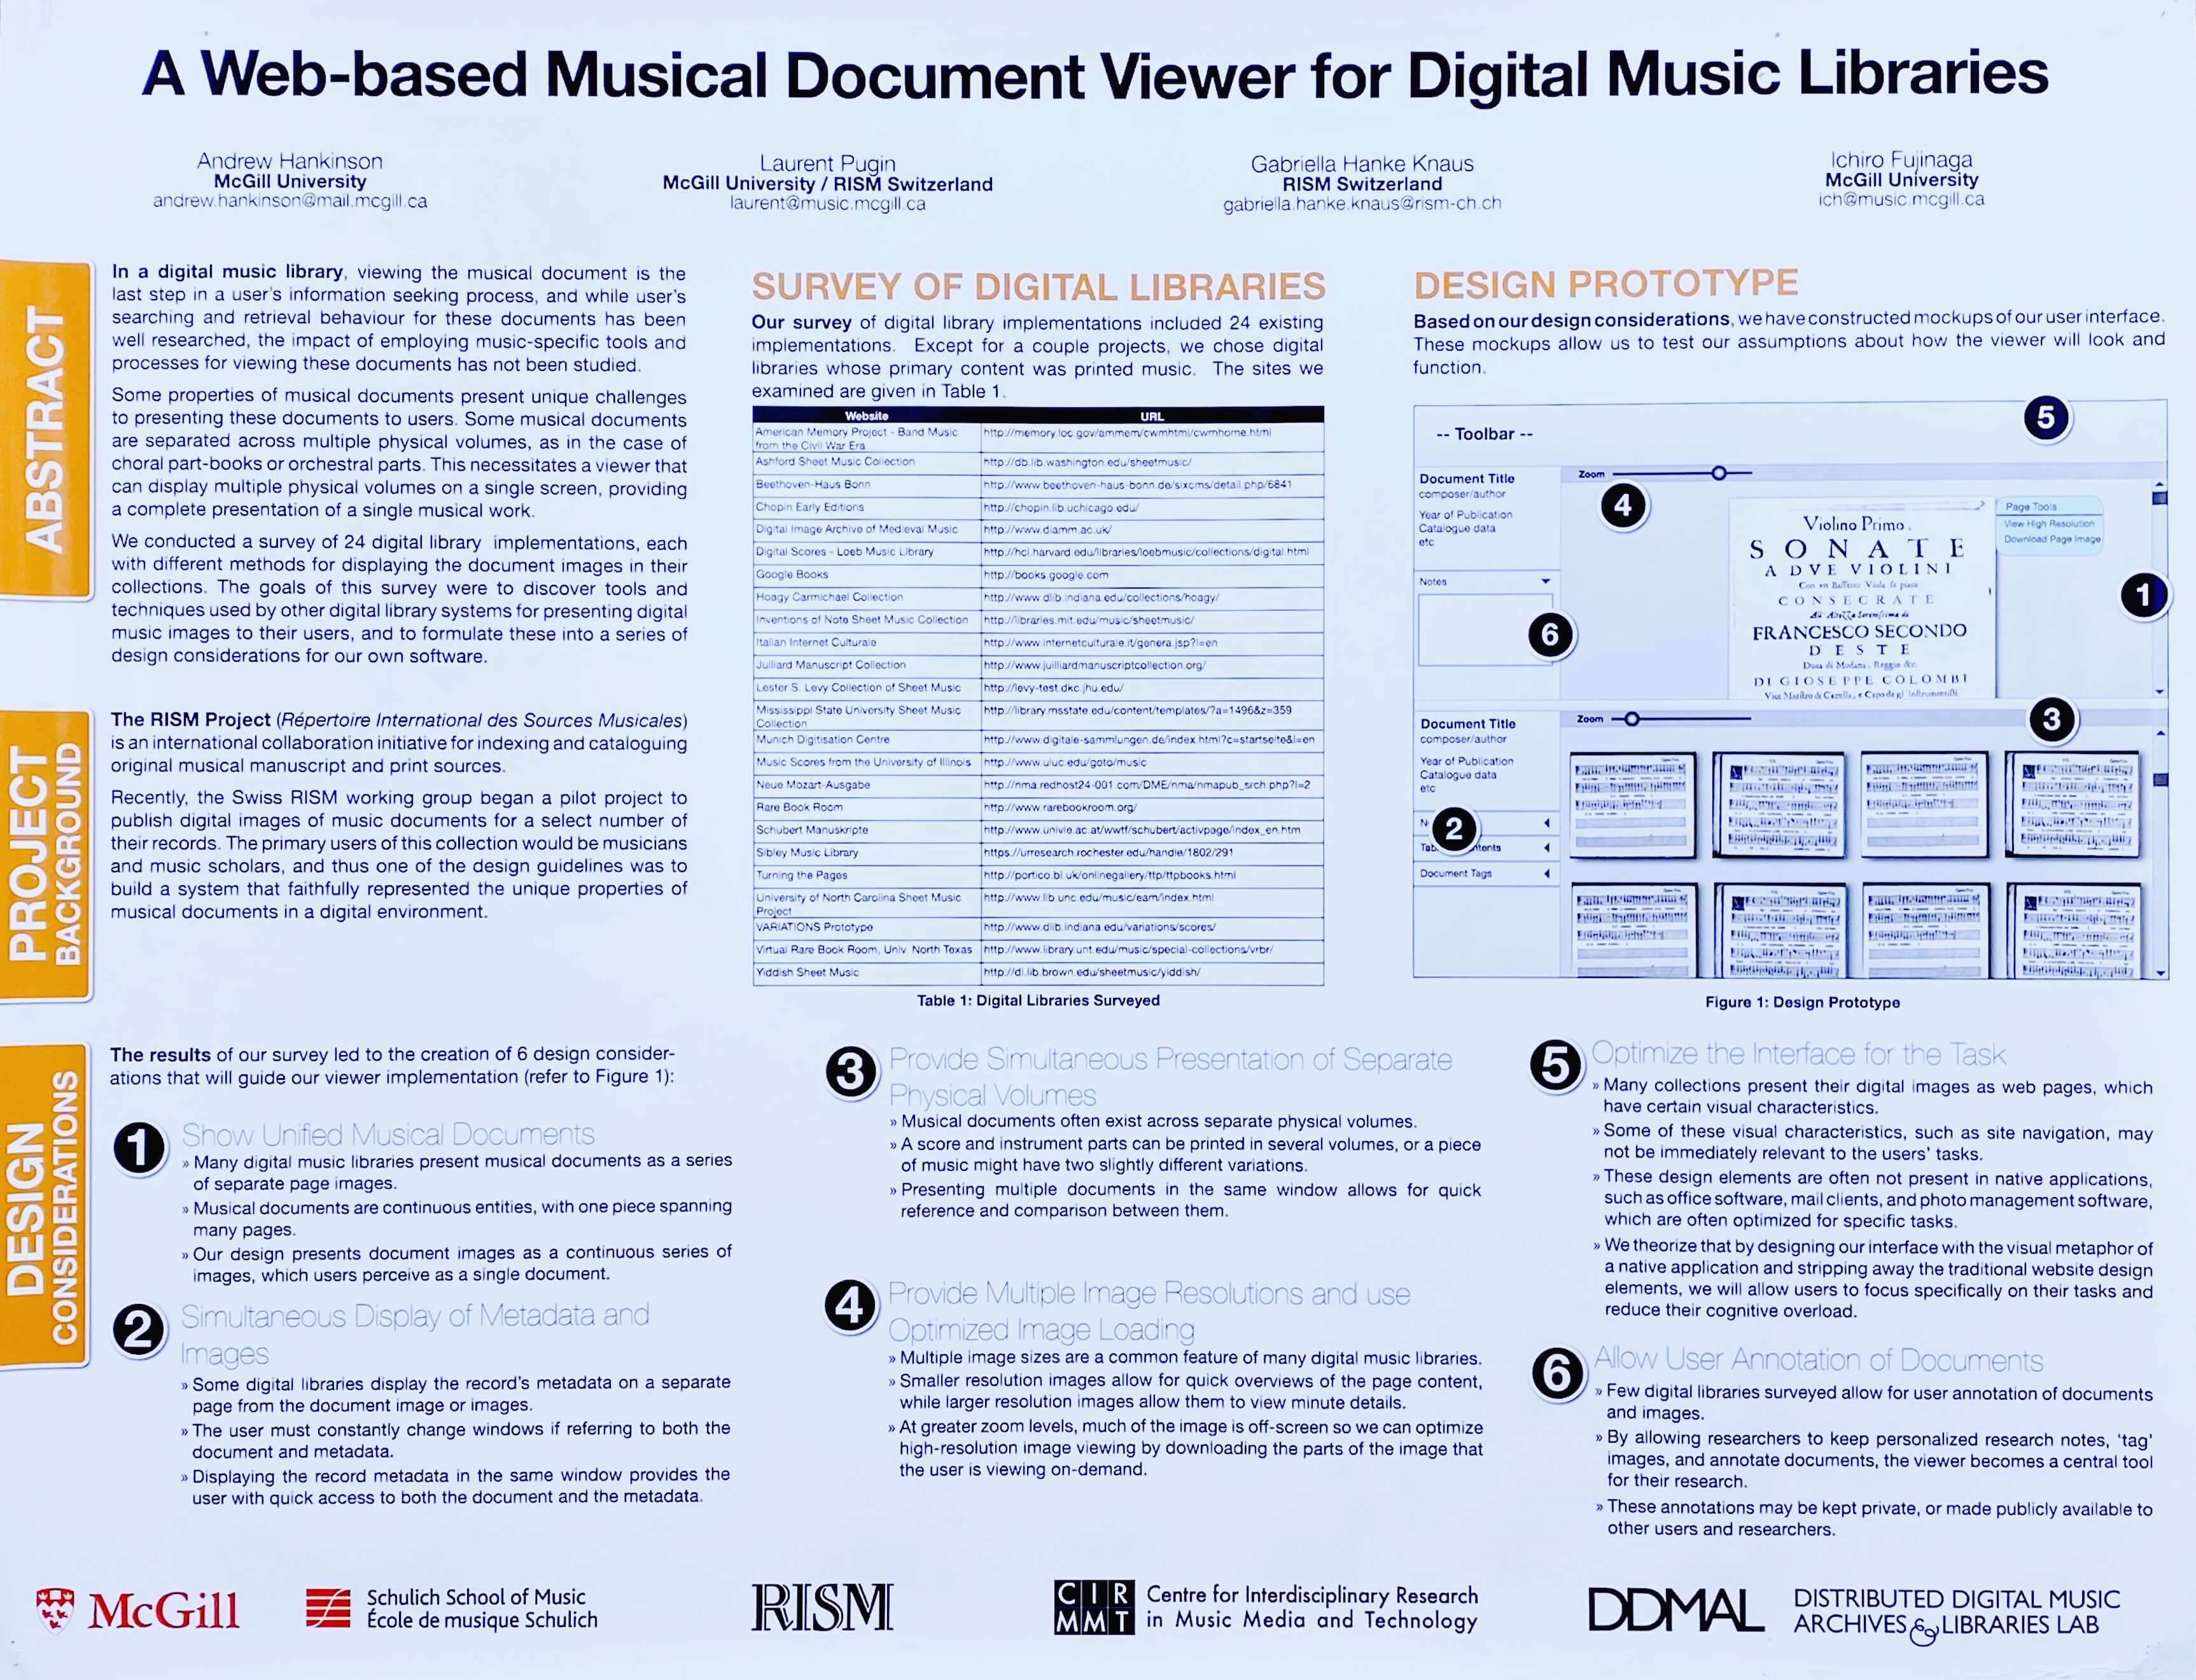 A Web-based Musical Document Viewer for Digital Music Libraries
Andrew Hankinson
McGill University
andrew.hankinson@mail.mcgill.ca
Laurent Pugin
McGill University / RISM Switzerland
laurent@music.mcgill.ca
Gabriella Hanke Knaus
RISM Switzerland
gabriella.hanke.knaus@rism-ch.ch
Ichiro Fujinaga
McGill University
ich@music.mcgill.ca
ABSTRACT
In a digital music library, viewing the musical document is the
last step in a user's information seeking process, and while user's
searching and retrieval behaviour for these documents has been
well researched, the impact of employing music-specific tools and
processes for viewing these documents has not been studied.
Some properties of musical documents present unique challenges
to presenting these documents to users. Some musical documents
are separated across multiple physical volumes, as in the case of
choral part-books or orchestral parts. This necessitates a viewer that
can display multiple physical volumes on a single screen, providing
a complete presentation of a single musical work.
We conducted a survey of 24 digital library implementations, each
with different methods for displaying the document images in their
collections. The goals of this survey were to discover tools and
techniques used by other digital library systems for presenting digital
music images to their users, and to formulate these into a series of
design considerations for our own software.
PROJECT
BACKGROUND
The RISM Project (Répertoire International des Sources Musicales)
is an international collaboration initiative for indexing and cataloguing
original musical manuscript and print sources.
Recently, the Swiss RISM working group began a pilot project to
publish digital images of music documents for a select number of
their records. The primary users of this collection would be musicians
and music scholars, and thus one of the design guidelines was to
build a system that faithfully represented the unique properties of
musical documents in a digital environment.
SURVEY OF DIGITAL LIBRARIES
Our survey of digital library implementations included 24 existing
implementations. Except for a couple projects, we chose digital
libraries whose primary content was printed music. The sites we
examined are given in Table 1.
Website URL
American Memory Project - Band Music http://memory.loc.gov/ammem/cwmhtml/cwmhome.html
from the Civil War Era
Ashford Sheet Music Collection http://db.lib.washington.edu/sheetmusic/
Beethoven-Haus Bonn http://www.beethoven-haus-bonn.de/sixcms/detail.php/6841
Chopin Early Editions http://chopin.lib.uchicago.edu/
Digital Image Archive of Medieval Music http://www.diamm.ac.uk/
Digital Scores - Loeb Music Library http://hcl.harvard.edu/libraries/loebmusic/collections/digital.html
Google Books http://books.google.com
Hoagy Carmichael Collection http://www.dlib.indiana.edu/collections/hoagy/
Inventions of Note Sheet Music Collection http://libraries.mit.edu/music/sheetmusic/
Italian Internet Culturale http://www.internetculturale.it/genera.jsp?l=en
Julliard Manuscript Collection http://www.juilliardmanuscriptcollection.org/
Lester S. Levy Collection of Sheet Music http://levy-test.dkc.jhu.edu/
Mississippi State University Sheet Music http://library.msstate.edu/content/templates/?a=1496&z=359
Collection
Munich Digitisation Centre http://www.digitale-sammlungen.de/index.html?c=startseite&l=en
Music Scores from the University of Illinois http://www.uiuc.edu/goto/music
Neue Mozart-Ausgabe http://nma.redhost24-001.com/DME/nma/nmapub_srch.php?l=2
Rare Book Room http://www.rarebookroom.org/
Schubert Manuskripte http://www.univie.ac.at/wwtf/schubert/activpage/index_en.htm
Sibley Music Library https://urresearch.rochester.edu/handle/1802/291
Turning the Pages http://portico.bl.uk/onlinegallery/ttp/ttpbooks.html
University of North Carolina Sheet Music http://www.lib.unc.edu/music/eam/index.html
Project
VARIATIONS Prototype http://www.dlib.indiana.edu/variations/scores/
Virtual Rare Book Room, Univ. North Texas http://www.library.unt.edu/music/special-collections/vrbr/
Yiddish Sheet Music http://dl.lib.brown.edu/sheetmusic/yiddish/
Table 1: Digital Libraries Surveyed
DESIGN PROTOTYPE
Based on our design considerations, we have constructed mockups of our user interface.
These mockups allow us to test our assumptions about how the viewer will look and
function.
-- Toolbar --
5
Document Title
composer/author
Year of Publication
Catalogue data
etc
Notes
6
Zoom
4
Violino Primo.
SONATE
A DVE VIOLINI
CONSECRATE
FRANCESCO SECONDO
D'ESTE
Duca di Modana, Reggio &c.
DI GIOSEPPE COLOMBI
Page Tools
View High Resolution
Download Page Image
1
Document Title
composer/author
Year of Publication
Catalogue data
etc
2
Document Tags
Zoom
3
Figure 1: Design Prototype
DESIGN
CONSIDERATIONS
The results of our survey led to the creation of 6 design consider-
ations that will guide our viewer implementation (refer to Figure 1):
1 Show Unified Musical Documents
» Many digital music libraries present musical documents as a series
of separate page images.
» Musical documents are continuous entities, with one piece spanning
many pages.
» Our design presents document images as a continuous series of
images, which users perceive as a single document.
2 Simultaneous Display of Metadata and
Images
» Some digital libraries display the record's metadata on a separate
page from the document image or images.
» The user must constantly change windows if referring to both the
document and metadata.
» Displaying the record metadata in the same window provides the
user with quick access to both the document and the metadata.
3 Provide Simultaneous Presentation of Separate
Physical Volumes
» Musical documents often exist across separate physical volumes.
» A score and instrument parts can be printed in several volumes, or a piece
of music might have two slightly different variations.
» Presenting multiple documents in the same window allows for quick
reference and comparison between them.
4 Provide Multiple Image Resolutions and use
Optimized Image Loading
» Multiple image sizes are a common feature of many digital music libraries.
» Smaller resolution images allow for quick overviews of the page content,
while larger resolution images allow them to view minute details.
» At greater zoom levels, much of the image is off-screen so we can optimize
high-resolution image viewing by downloading the parts of the image that
the user is viewing on-demand.
5 Optimize the Interface for the Task
» Many collections present their digital images as web pages, which
have certain visual characteristics.
» Some of these visual characteristics, such as site navigation, may
not be immediately relevant to the users' tasks.
» These design elements are often not present in native applications,
such as office software, mail clients, and photo management software,
which are often optimized for specific tasks.
» We theorize that by designing our interface with the visual metaphor of
a native application and stripping away the traditional website design
elements, we will allow users to focus specifically on their tasks and
reduce their cognitive overload.
6 Allow User Annotation of Documents
» Few digital libraries surveyed allow for user annotation of documents
and images.
» By allowing researchers to keep personalized research notes, 'tag'
images, and annotate documents, the viewer becomes a central tool
for their research.
» These annotations may be kept private, or made publicly available to
other users and researchers.
McGill
Schulich School of Music
École de musique Schulich
RISM
CIR
MMT
Centre for Interdisciplinary Research
in Music Media and Technology
DDMAL
DISTRIBUTED DIGITAL MUSIC
ARCHIVES & LIBRARIES LAB